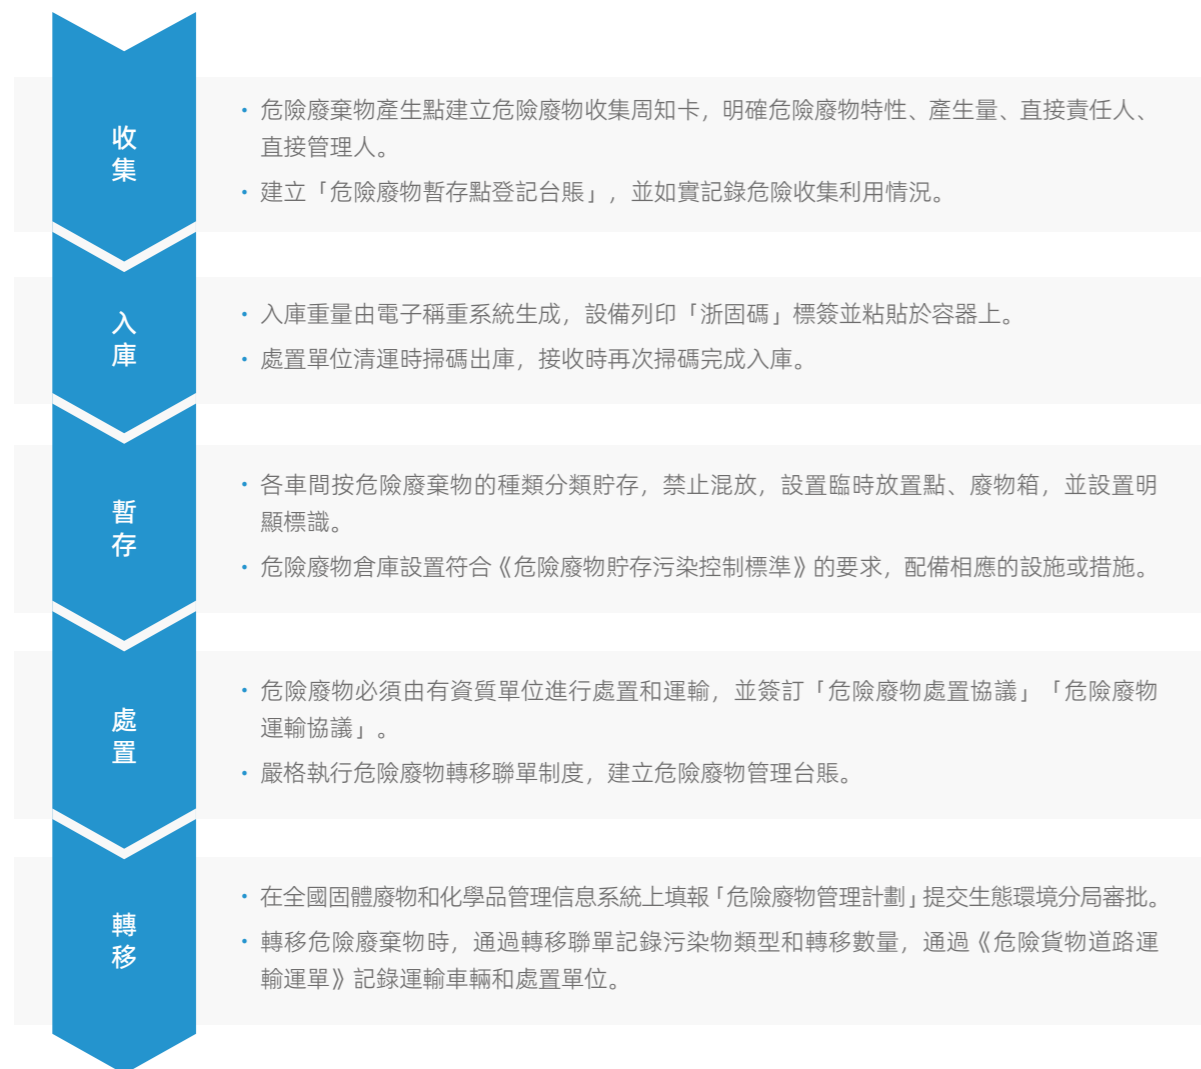 收集
• 危險廢棄物產生點建立危險廢物收集周知卡，明確危險廢物特性、產生量、直接責任人、
直接管理人。
• 建立「危險廢物暫存點登記台賬」，並如實記錄危險收集利用情況。
入庫
• 入庫重量由電子稱重系統生成，設備列印「浙固碼」標簽並粘貼於容器上。
• 處置單位清運時掃碼出庫，接收時再次掃碼完成入庫。
暫存
• 各車間按危險廢棄物的種類分類貯存，禁止混放，設置臨時放置點、廢物箱，並設置明
顯標識。
• 危險廢物倉庫設置符合《危險廢物貯存污染控制標準》的要求，配備相應的設施或措施。
處置
• 危險廢物必須由有資質單位進行處置和運輸，並簽訂「危險廢物處置協議」「危險廢物
運輸協議」。
• 嚴格執行危險廢物轉移聯單制度，建立危險廢物管理台賬。
轉移
• 在全國固體廢物和化學品管理信息系統上填報「危險廢物管理計劃」提交生態環境分局審批。
• 轉移危險廢棄物時，通過轉移聯單記錄污染物類型和轉移數量，通過《危險貨物道路運
輸運單》記錄運輸車輛和處置單位。